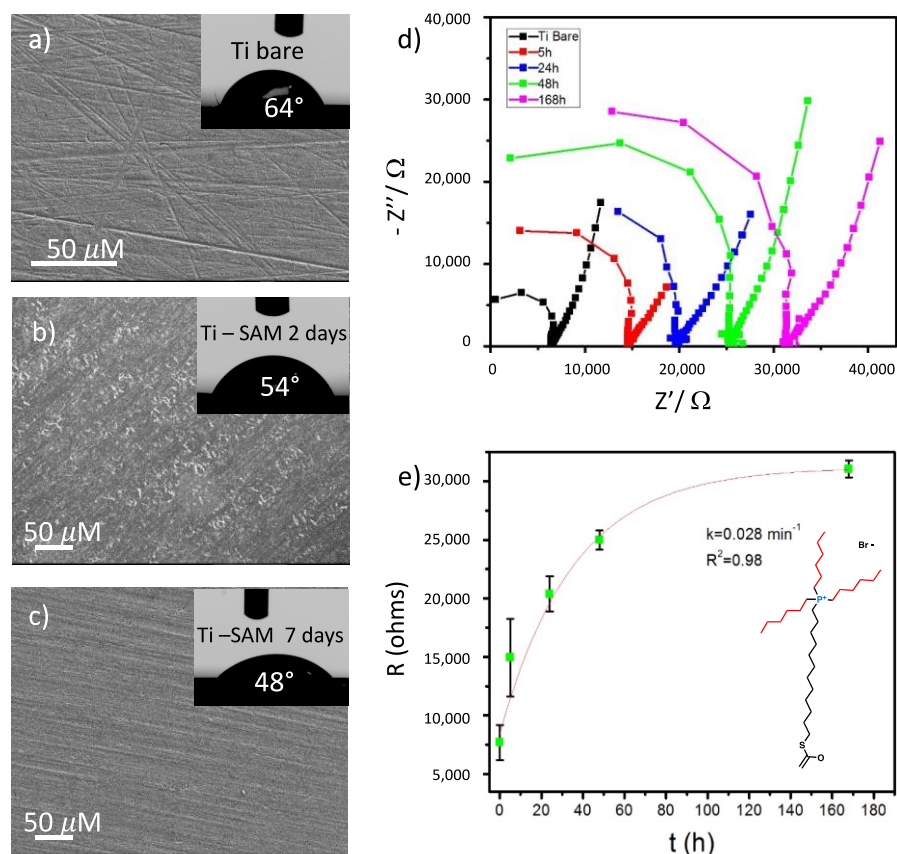 a)
Ti bare
64°
50 µM
b)
Ti – SAM 2 days
54°
50 µM
c)
Ti –SAM 7 days
48°
50 µM
d)
40,000
30,000
20,000
10,000
0
- Z’’/ Ω
Ti Bare
5h
24h
48h
168h
0 10,000 20,000 30,000 40,000
Z’/ Ω
e)
30,000
25,000
20,000
15,000
10,000
5,000
R (ohms)
k=0.028 min⁻¹
R²=0.98
Br -
P⁺
S
O
0 20 40 60 80 100 120 140 160 180
t (h)